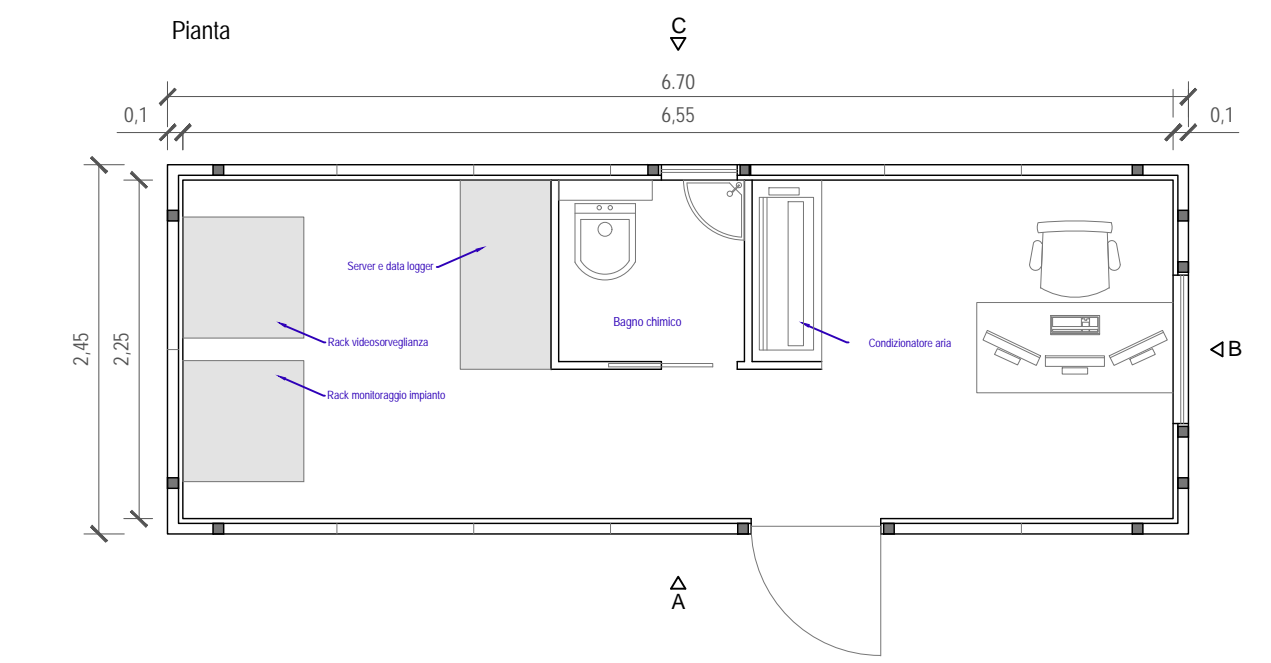 Pianta
C
6.70
0,1
6,55
0,1
2,45
2,25
Server e data logger
Rack videosorveglianza
Rack monitoraggio impianto
Bagno chimico
Condizionatore aria
B
A